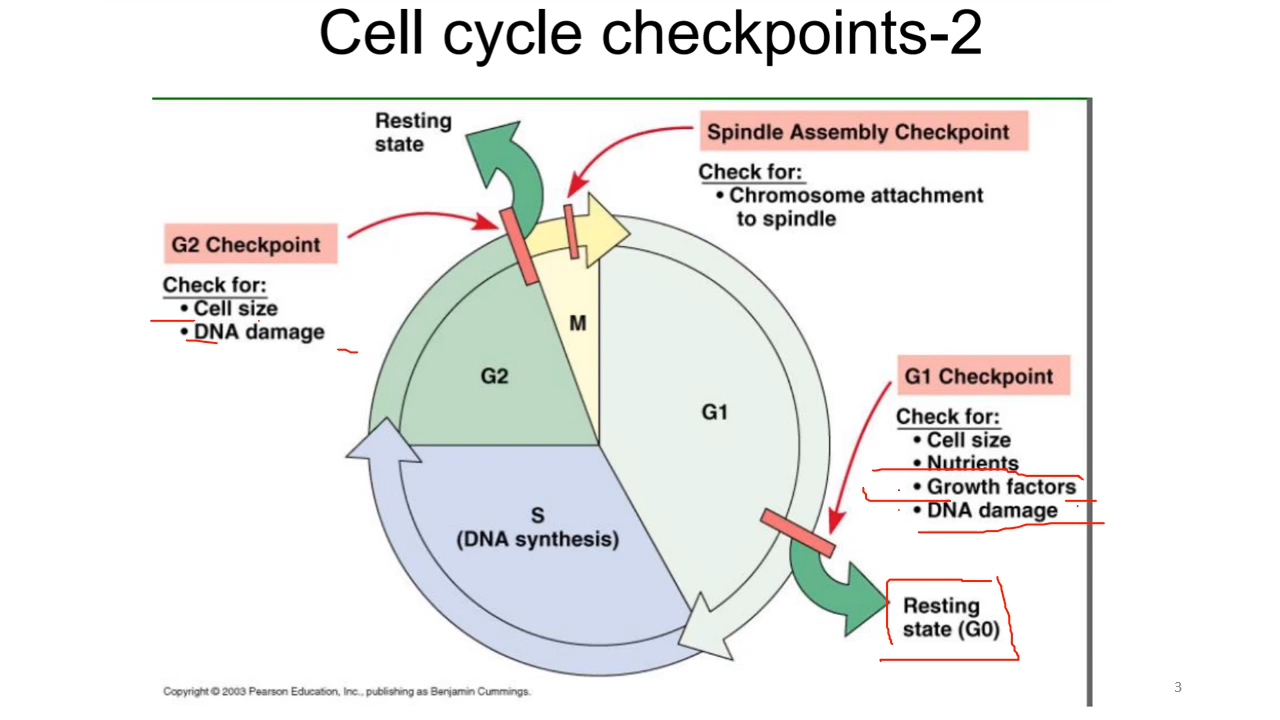 Cell cycle checkpoints-2
Resting
state
Spindle Assembly Checkpoint
Check for:
• Chromosome attachment
to spindle
G2 Checkpoint
Check for:
• Cell size
• DNA damage
M
G2
G1
S
(DNA synthesis)
G1 Checkpoint
Check for:
• Cell size
• Nutrients
• Growth factors
• DNA damage
Resting
state (G0)
Copyright © 2003 Pearson Education, Inc., publishing as Benjamin Cummings.
3